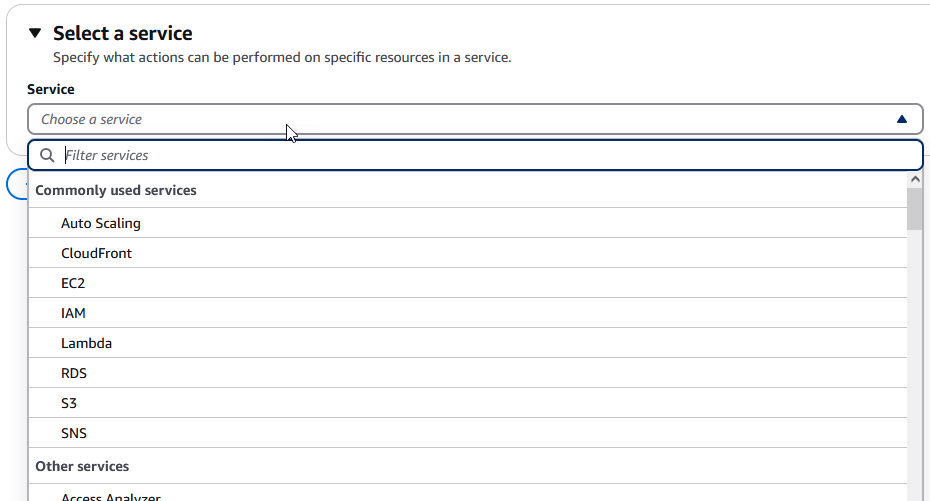 Select a service
Specify what actions can be performed on specific resources in a service.
Service
Choose a service
Filter services
Commonly used services
Auto Scaling
CloudFront
EC2
IAM
Lambda
RDS
S3
SNS
Other services
Access Analyzer